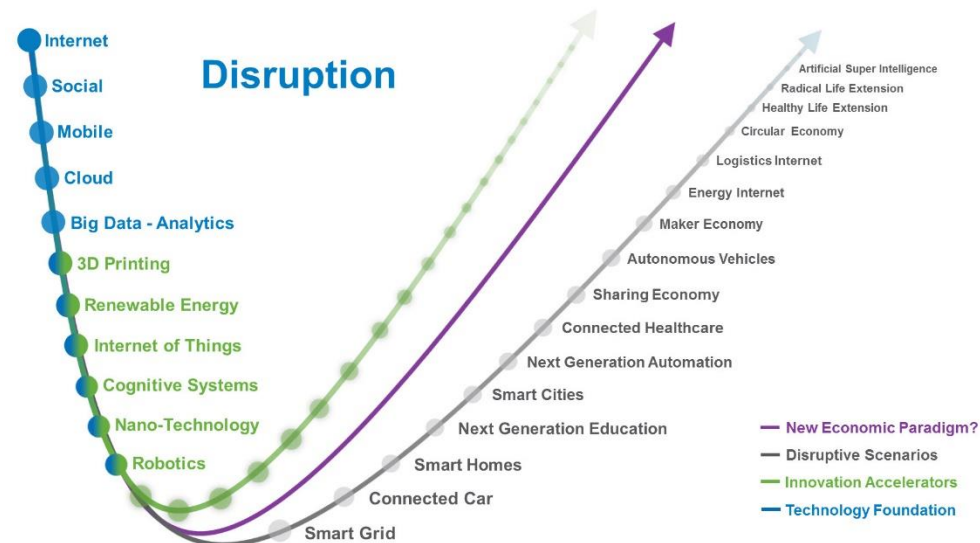 Disruption
Internet
Social
Mobile
Cloud
Big Data - Analytics
3D Printing
Renewable Energy
Internet of Things
Cognitive Systems
Nano-Technology
Robotics
Artificial Super Intelligence
Radical Life Extension
Healthy Life Extension
Circular Economy
Logistics Internet
Energy Internet
Maker Economy
Autonomous Vehicles
Sharing Economy
Connected Healthcare
Next Generation Automation
Smart Cities
Next Generation Education
Smart Homes
Connected Car
Smart Grid
New Economic Paradigm?
Disruptive Scenarios
Innovation Accelerators
Technology Foundation